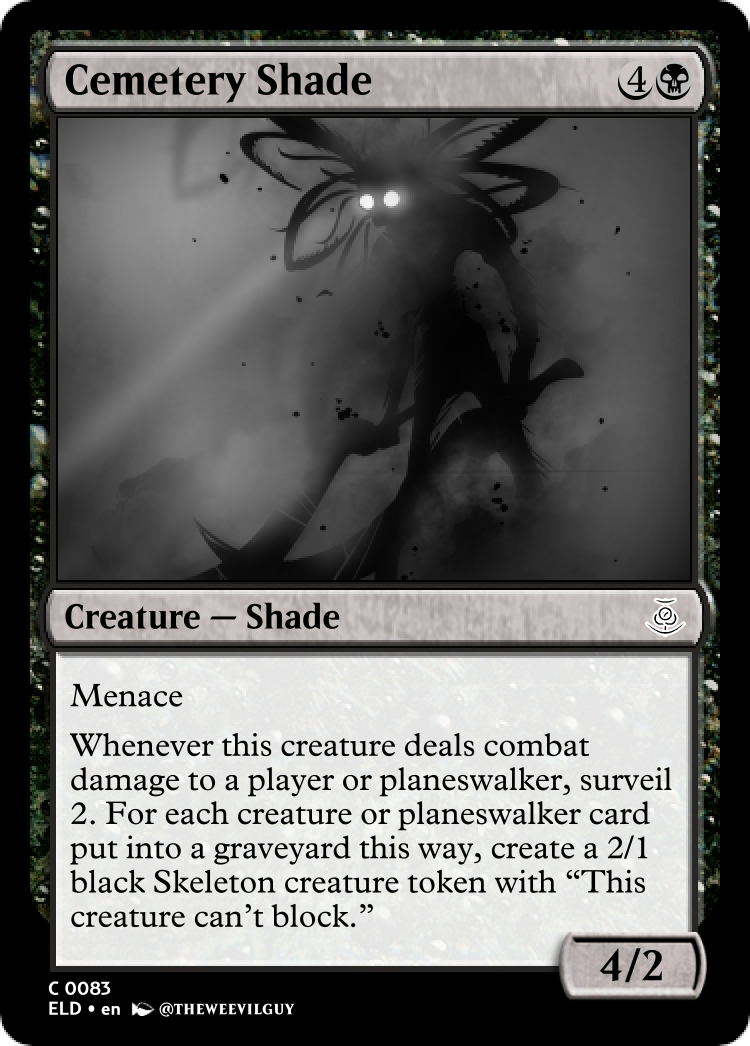 Cemetery Shade 4
Creature — Shade
Menace
Whenever this creature deals combat
damage to a player or planeswalker, surveil
2. For each creature or planeswalker card
put into a graveyard this way, create a 2/1
black Skeleton creature token with “This
creature can’t block.”
4/2
C 0083
ELD • en @THEWEEVILGUY